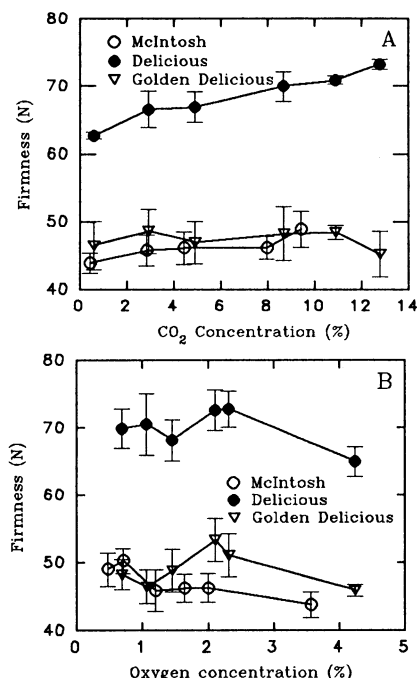 80
A
McIntosh
Delicious
Golden Delicious
70
60
50
40
Firmness (N)
0 2 4 6 8 10 12 14
CO2 Concentration (%)
80
B
70
McIntosh
Delicious
Golden Delicious
60
50
40
Firmness (N)
0 1 2 3 4 5
Oxygen concentration (%)